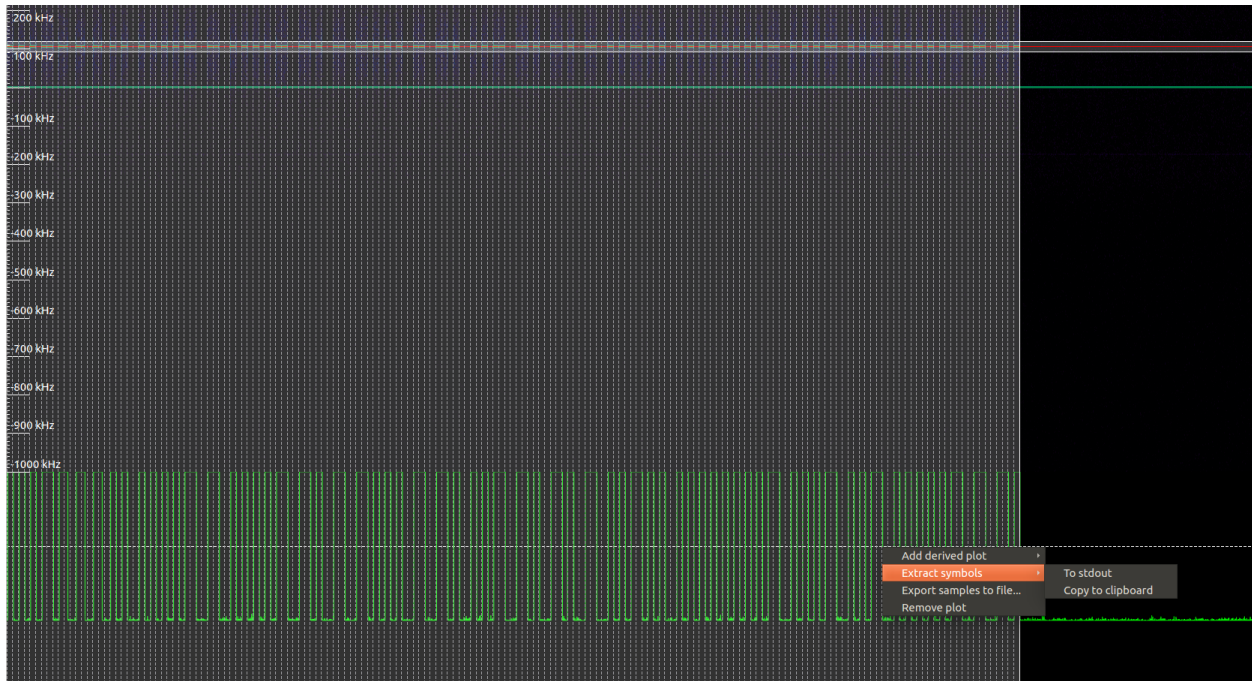 200 kHz
100 kHz
-100 kHz
-200 kHz
-300 kHz
-400 kHz
-500 kHz
-600 kHz
-700 kHz
-800 kHz
-900 kHz
-1000 kHz
Add derived plot
Extract symbols
To stdout
Export samples to file...
Copy to clipboard
Remove plot